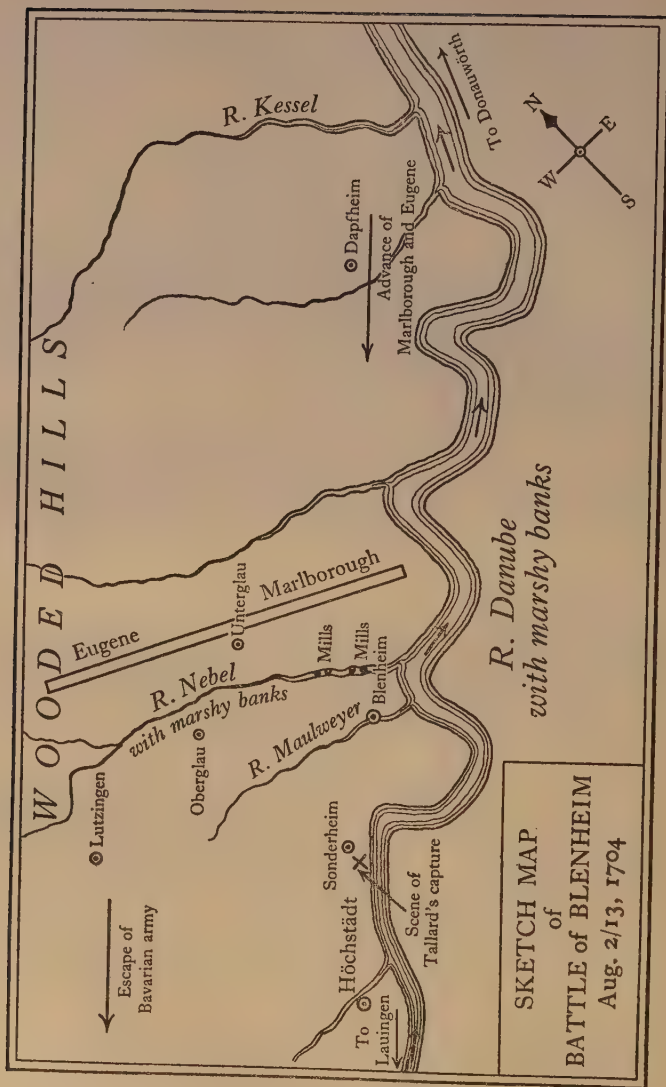 WOODED HILLS
R. Kessel
To Donauwörth
N
W
E
S
Dapfheim
Advance of
Marlborough and Eugene
Eugene
Marlborough
Unterglau
R. Nebel
with marshy banks
Mills
Mills
Blenheim
Oberglau
R. Maulweyer
Lutzingen
R. Danube
with marshy banks
Escape of
Bavarian army
Sonderheim
Höchstädt
Scene of
Tallard's capture
To
Lauingen
SKETCH MAP
of
BATTLE of BLENHEIM
Aug. 2/13, 1704